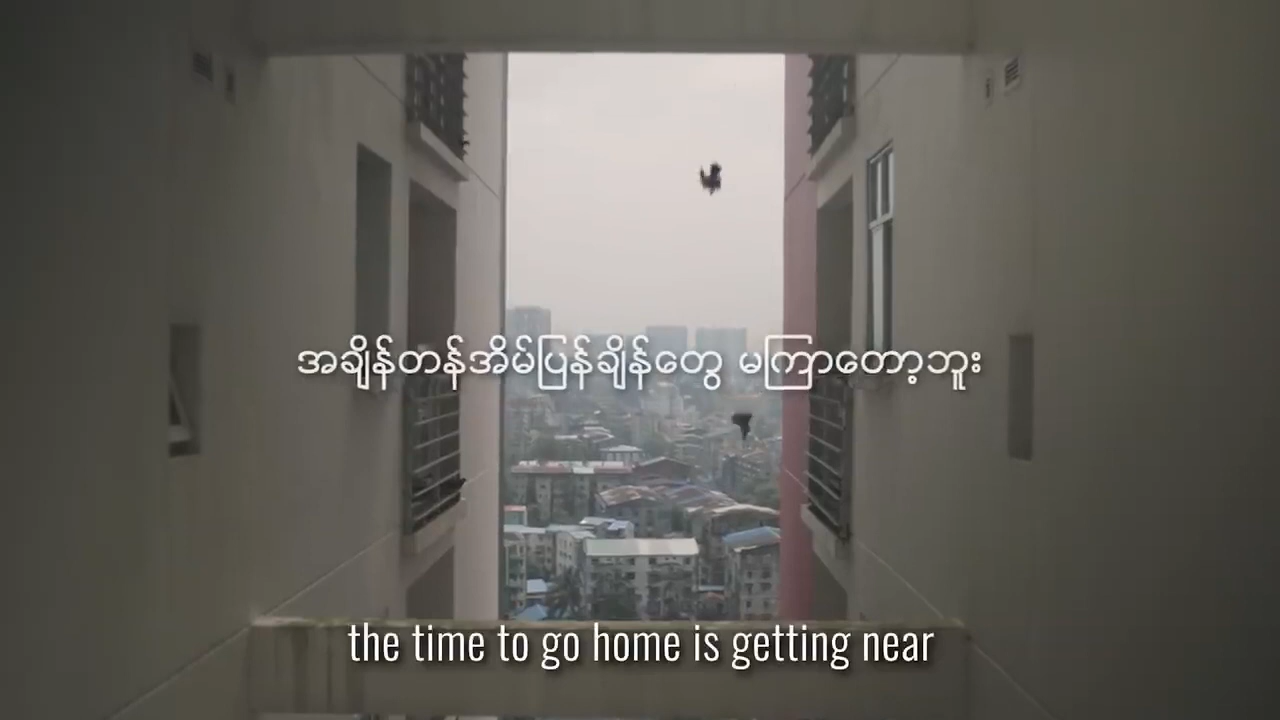 အချိန်တန်အိမ်ပြန်ချိန်တွေ မကြာတော့ဘူး
the time to go home is getting near